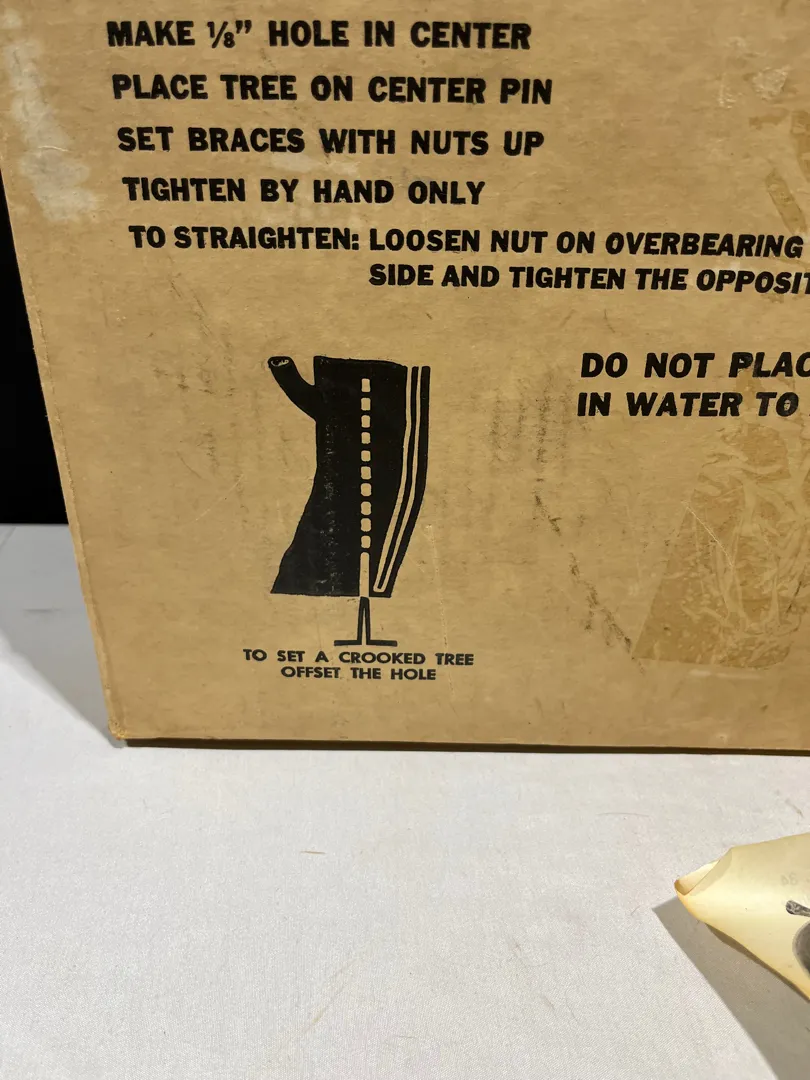 MAKE ⅛" HOLE IN CENTER
PLACE TREE ON CENTER PIN
SET BRACES WITH NUTS UP
TIGHTEN BY HAND ONLY
TO STRAIGHTEN: LOOSEN NUT ON OVERBEARING
SIDE AND TIGHTEN THE OPPOSIT
DO NOT PLAC
IN WATER TO
TO SET A CROOKED TREE
OFFSET THE HOLE